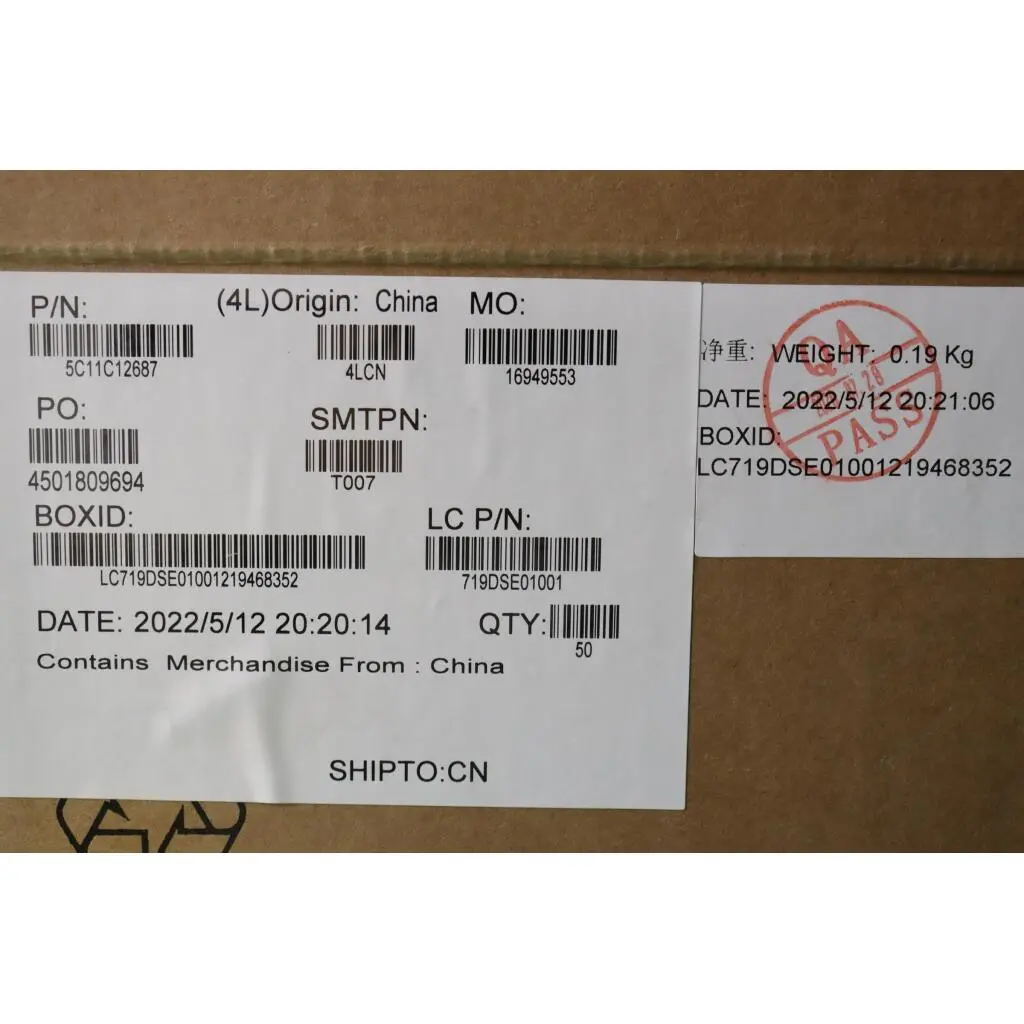 P/N: (4L)Origin: China MO:
5C11C12687 4LCN 16949553
PO: SMTPN:
4501809694 T007
BOXID: LC P/N:
LC719DSE01001219468352 719DSE01001
DATE: 2022/5/12 20:20:14 QTY:
50
Contains Merchandise From : China
SHIPTO:CN
净重: WEIGHT: 0.19 Kg
DATE: 2022/5/12 20:21:06
BOXID:
LC719DSE01001219468352
QA
PASS